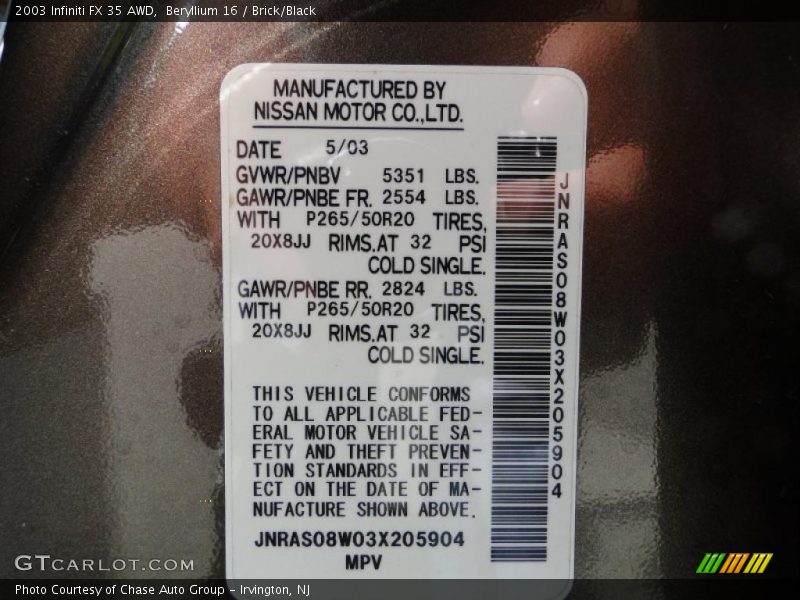 2003 Infiniti FX 35 AWD,  Beryllium 16 / Brick/Black
MANUFACTURED BY
NISSAN MOTOR CO.,LTD.
DATE 5/03
GVWR/PNBV 5351 LBS.
GAWR/PNBE FR. 2554 LBS.
WITH P265/50R20 TIRES,
20X8JJ RIMS,AT 32 PSI
COLD SINGLE.
GAWR/PNBE RR. 2824 LBS.
WITH P265/50R20 TIRES,
20X8JJ RIMS,AT 32 PSI
COLD SINGLE.
THIS VEHICLE CONFORMS
TO ALL APPLICABLE FED-
ERAL MOTOR VEHICLE SA-
FETY AND THEFT PREVEN-
TION STANDARDS IN EFF-
ECT ON THE DATE OF MA-
NUFACTURE SHOWN ABOVE.
JNRAS08W03X205904
MPV
JNRAS08W03X205904
GTCARLOT.COM
Photo Courtesy of Chase Auto Group - Irvington, NJ